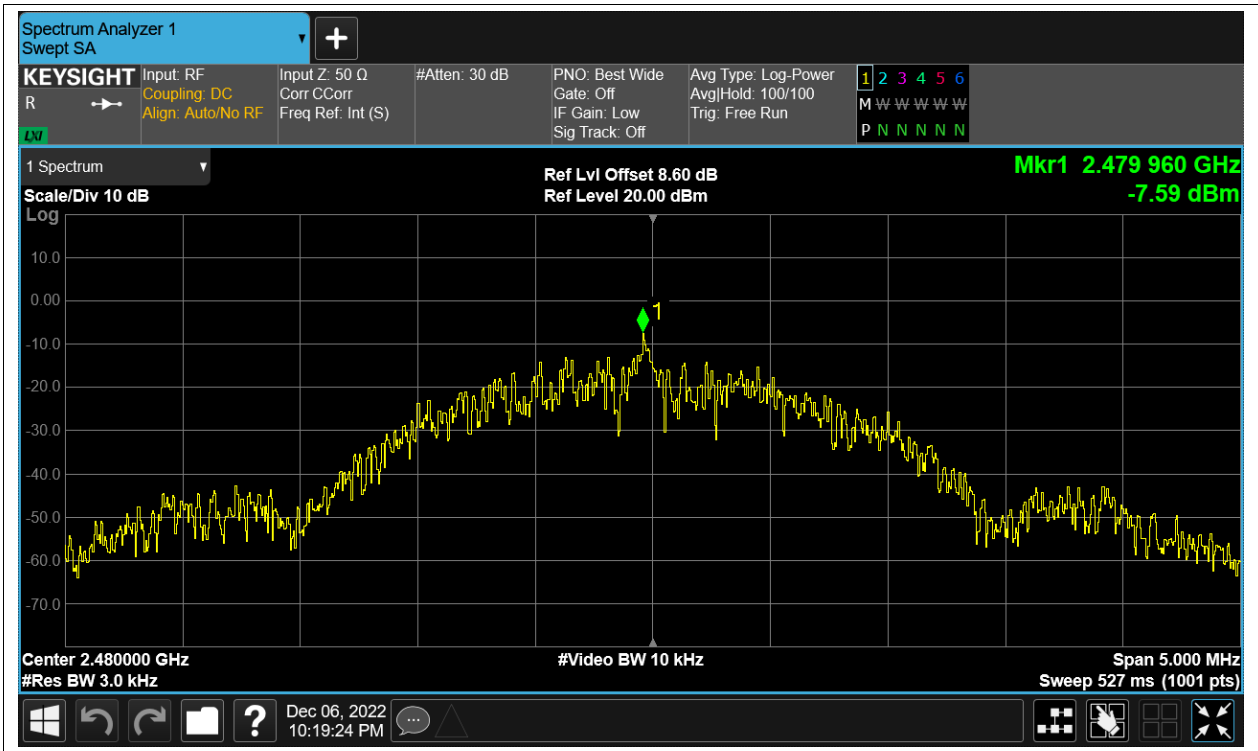 Spectrum Analyzer 1
Swept SA
KEYSIGHT
R
LXI
Input: RF
Coupling: DC
Align: Auto/No RF
Input Z: 50 Ω
Corr CCorr
Freq Ref: Int (S)
#Atten: 30 dB
PNO: Best Wide
Gate: Off
IF Gain: Low
Sig Track: Off
Avg Type: Log-Power
Avg|Hold: 100/100
Trig: Free Run
1 2 3 4 5 6
M W W W W W
P N N N N N
1 Spectrum
Scale/Div 10 dB
Log
Ref Lvl Offset 8.60 dB
Ref Level 20.00 dBm
Mkr1 2.479 960 GHz
-7.59 dBm
10.0
0.00
-10.0
-20.0
-30.0
-40.0
-50.0
-60.0
-70.0
1
Center 2.480000 GHz
#Res BW 3.0 kHz
#Video BW 10 kHz
Span 5.000 MHz
Sweep 527 ms (1001 pts)
?
Dec 06, 2022
10:19:24 PM